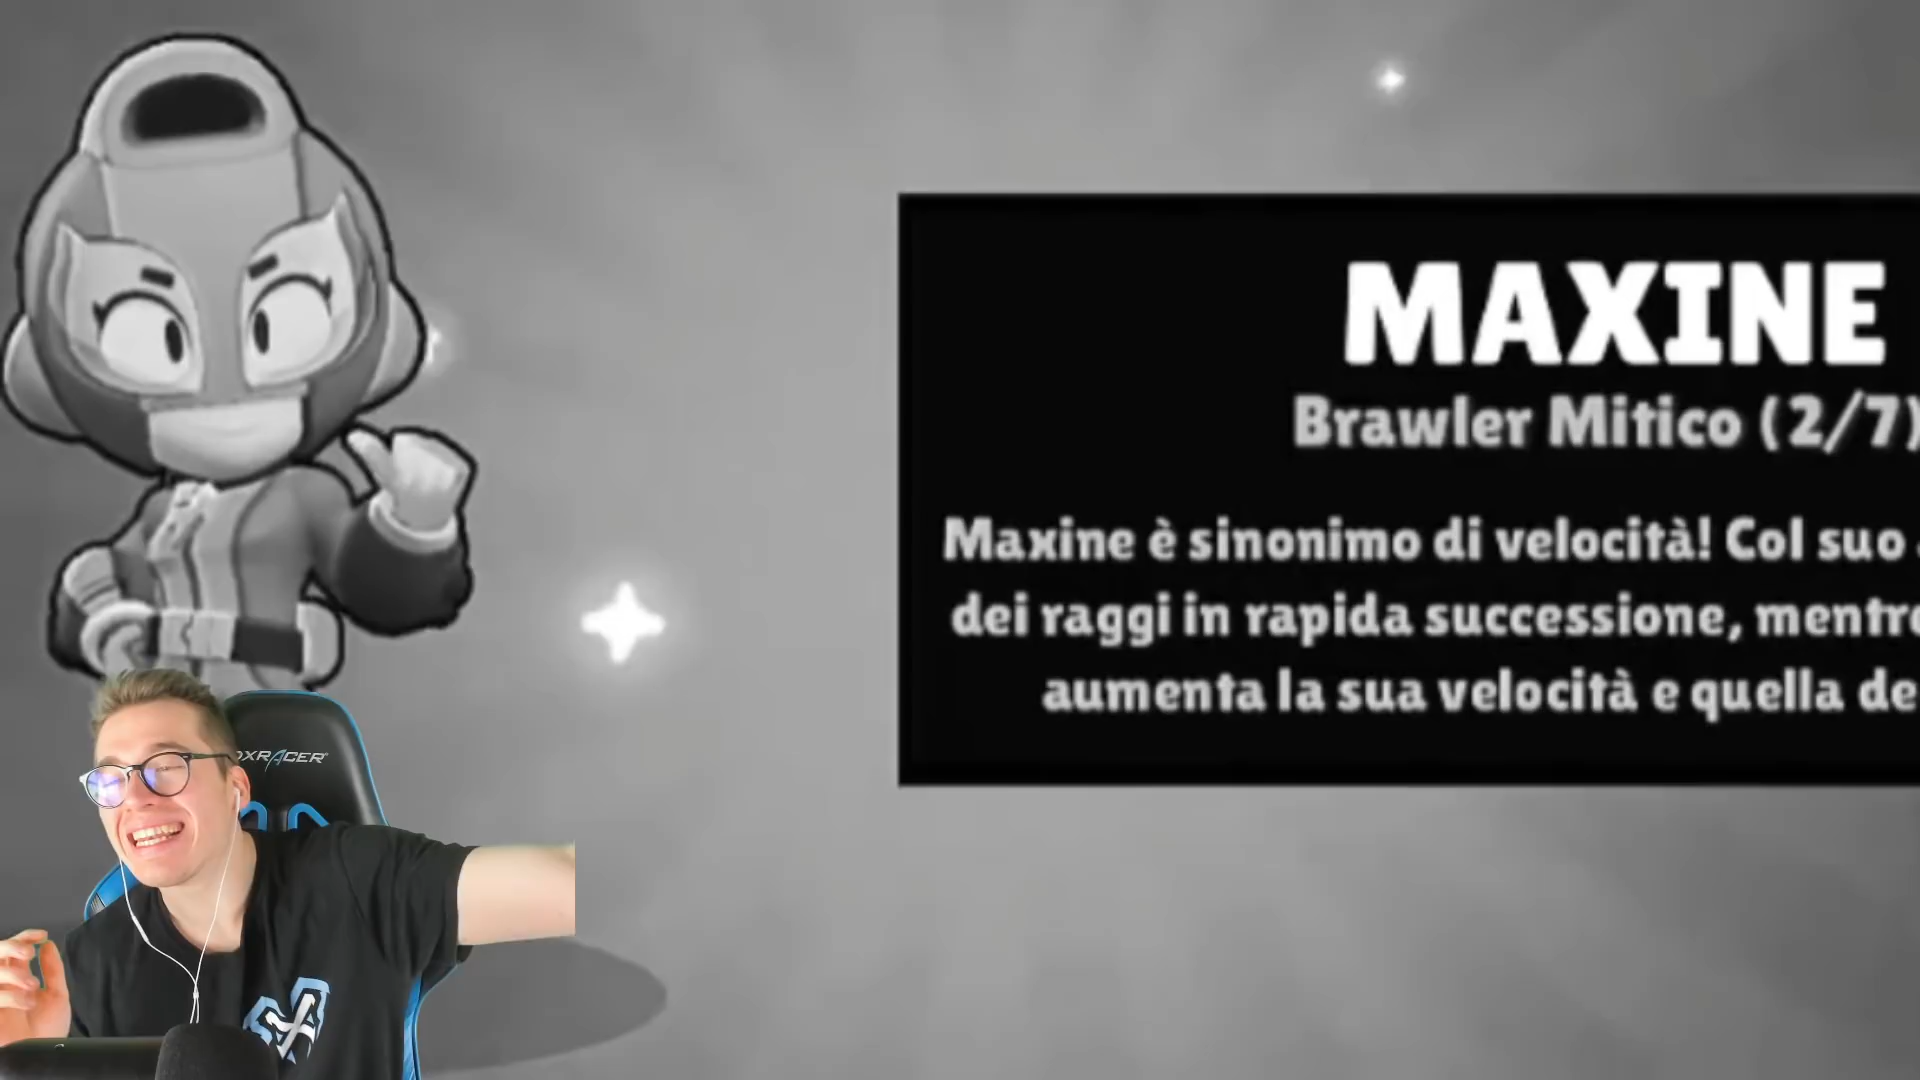 MAXINE
Brawler Mitico (2/7)
Maxine è sinonimo di velocità! Col suo
dei raggi in rapida successione, mentre
aumenta la sua velocità e quella de
DXRACER